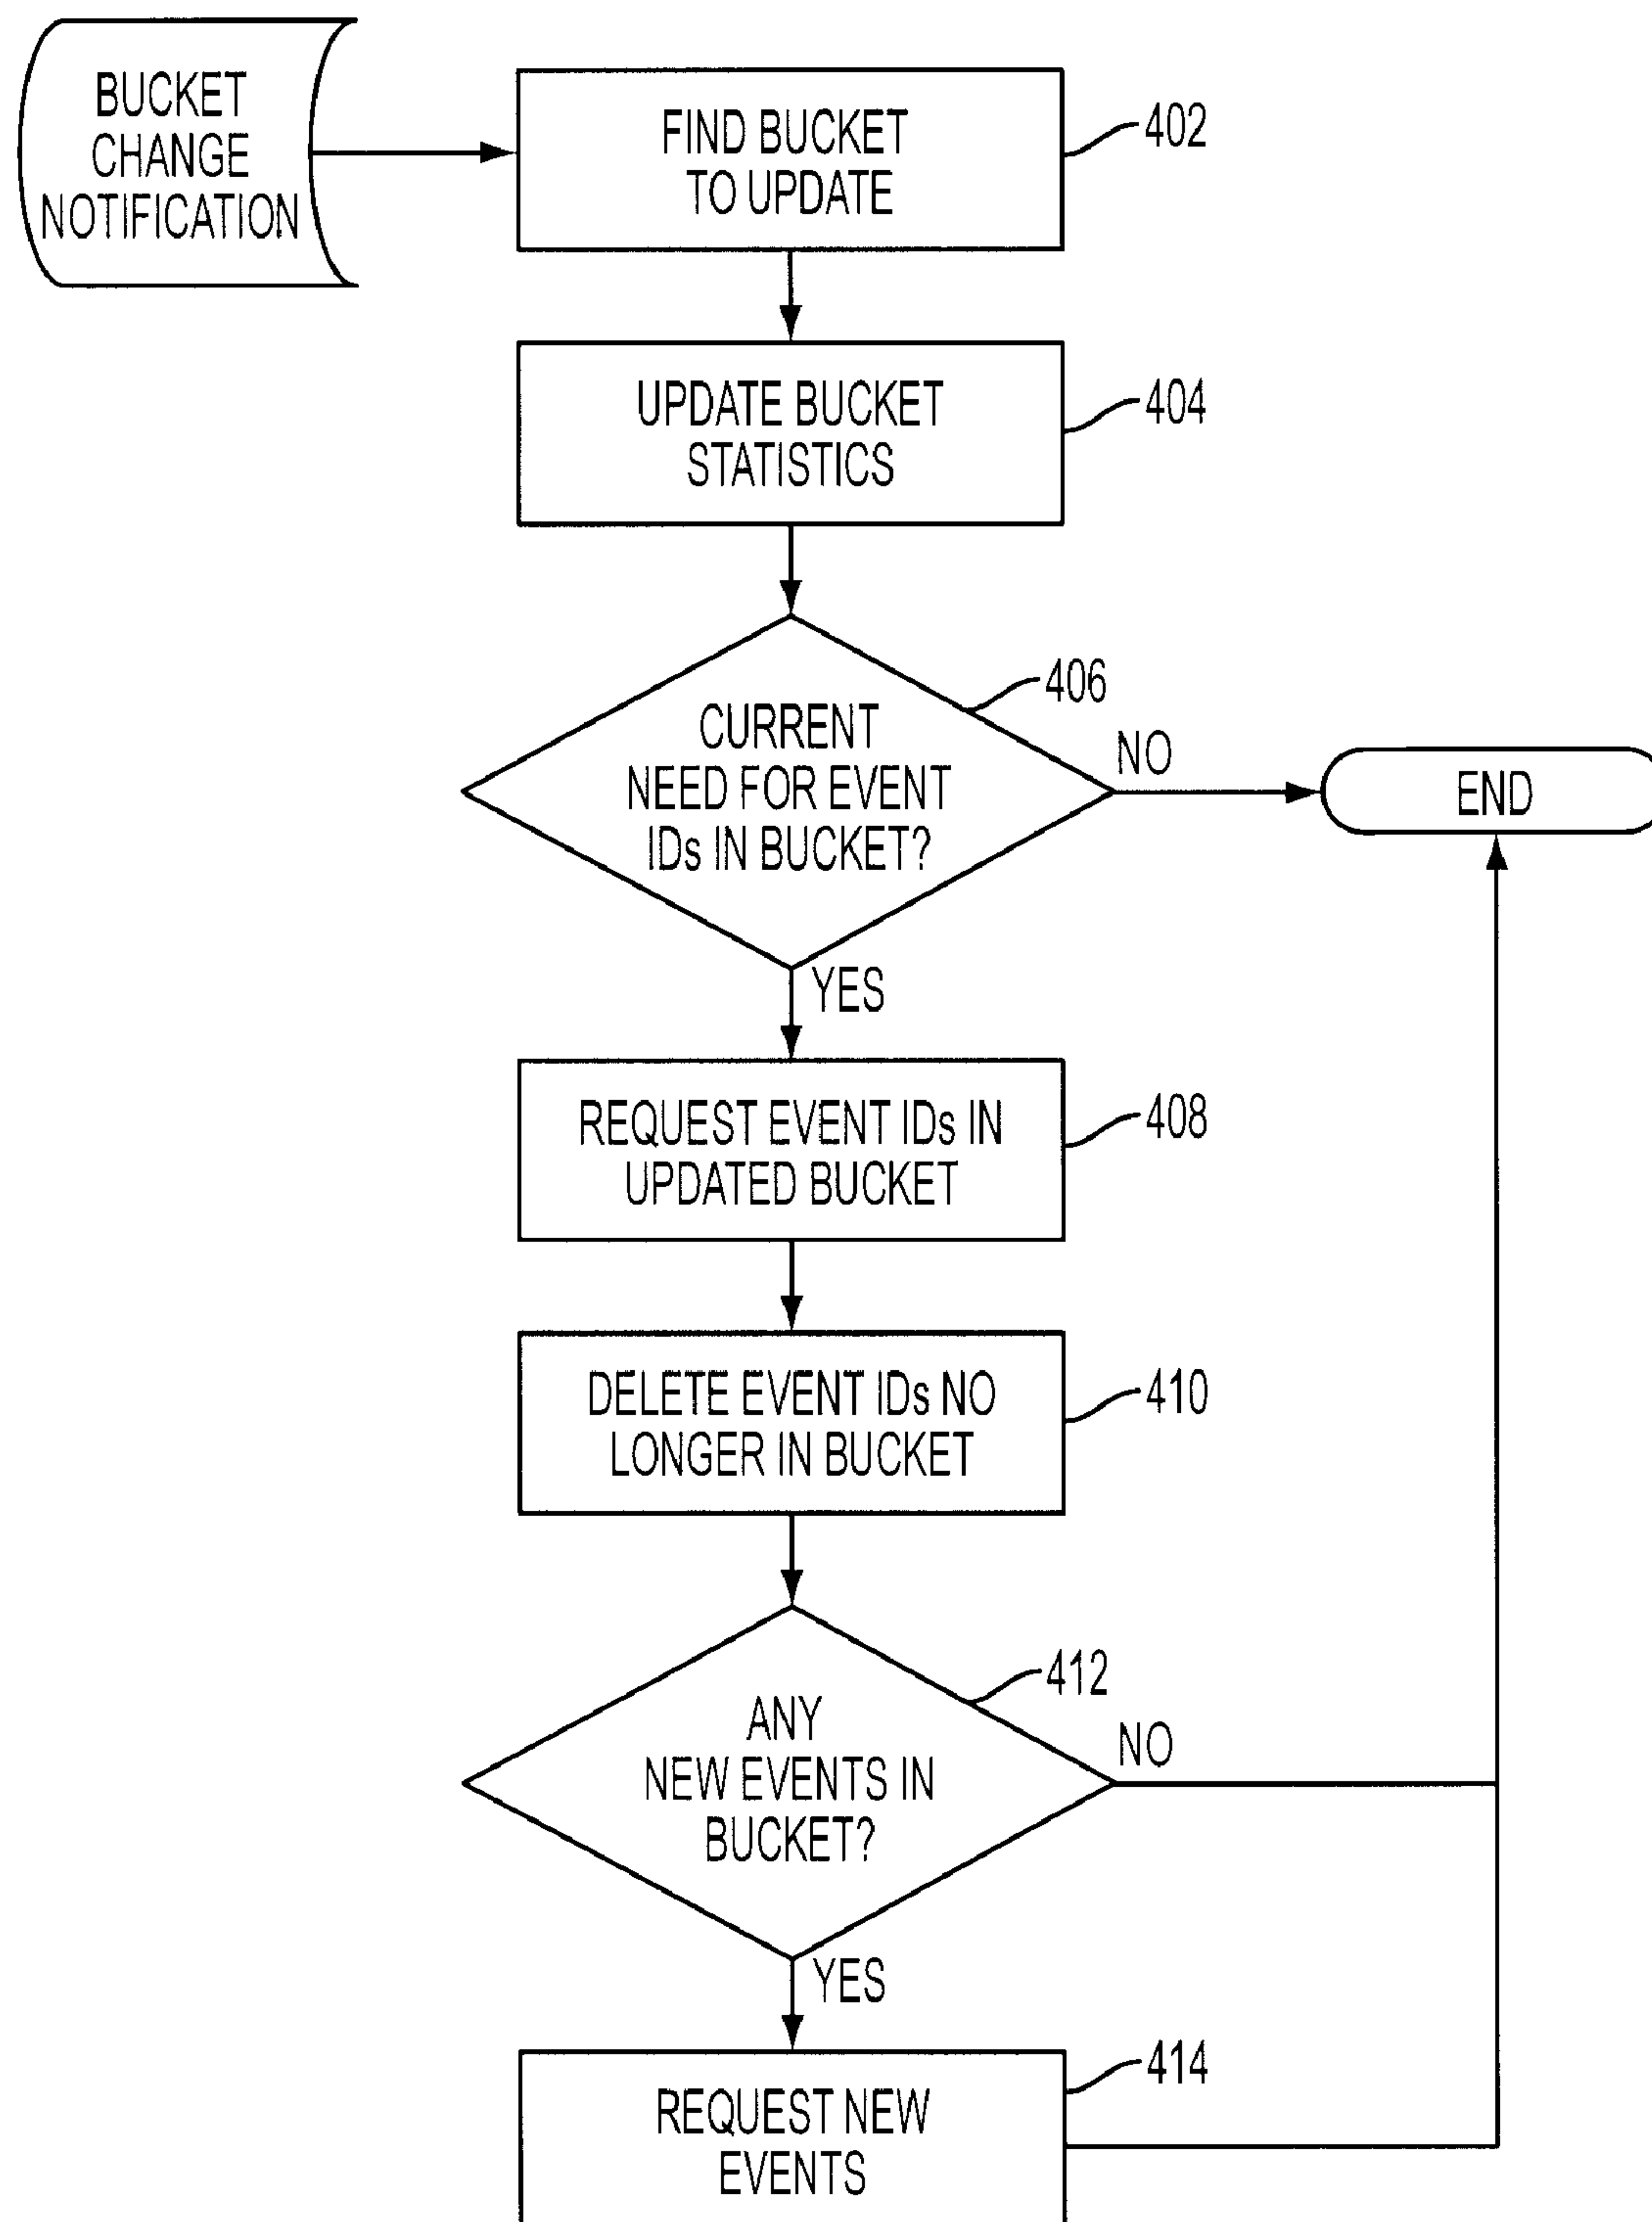 BUCKET
CHANGE
NOTIFICATION
FIND BUCKET
TO UPDATE
402
UPDATE BUCKET
STATISTICS
404
CURRENT
NEED FOR EVENT
IDs IN BUCKET?
406
NO
END
YES
REQUEST EVENT IDs IN
UPDATED BUCKET
408
DELETE EVENT IDs NO
LONGER IN BUCKET
410
ANY
NEW EVENTS IN
BUCKET?
412
NO
YES
REQUEST NEW
EVENTS
414